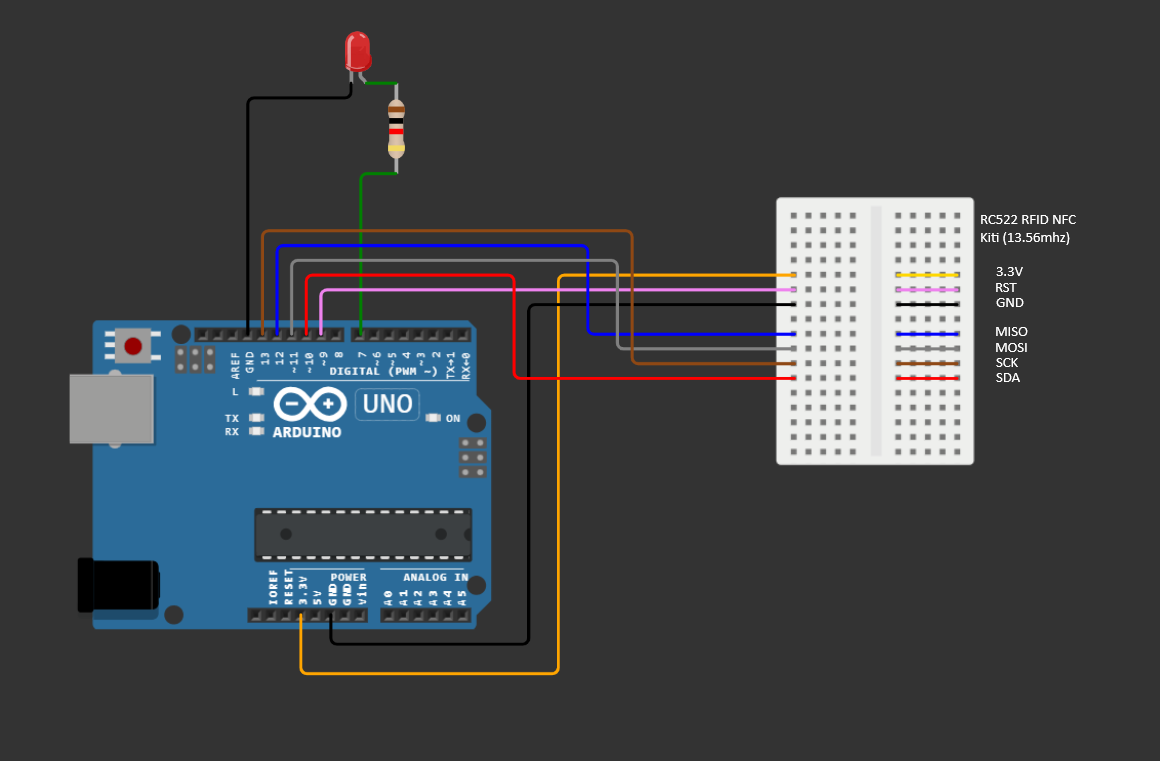 RC522 RFID NFC
Kiti (13.56mhz)
3.3V
RST
GND
MISO
MOSI
SCK
SDA
AREF
GND
13
12
~11
~10
~9
8
7
~6
~5
4
~3
2
TX→1
RX←0
DIGITAL (PWM ~)
L
TX
RX
UNO
ON
ARDUINO
POWER
ANALOG IN
IOREF
RESET
3.3V
5V
GND
GND
Vin
A0
A1
A2
A3
A4
A5